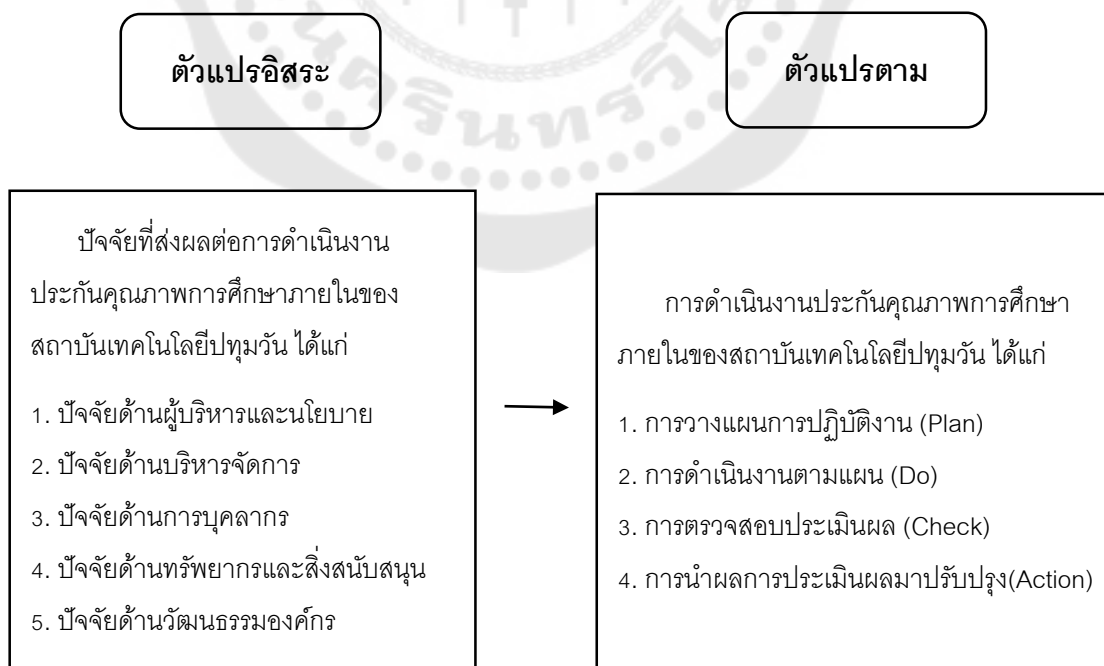 ตัวแปรอิสระ
ตัวแปรตาม
ปัจจัยที่ส่งผลต่อการดำเนินงาน
ประกันคุณภาพการศึกษาภายในของ
สถาบันเทคโนโลยีปทุมวัน ได้แก่
1. ปัจจัยด้านผู้บริหารและนโยบาย
2. ปัจจัยด้านบริหารจัดการ
3. ปัจจัยด้านการบุคลากร
4. ปัจจัยด้านทรัพยากรและสิ่งสนับสนุน
5. ปัจจัยด้านวัฒนธรรมองค์กร
การดำเนินงานประกันคุณภาพการศึกษา
ภายในของสถาบันเทคโนโลยีปทุมวัน ได้แก่
1. การวางแผนการปฏิบัติงาน (Plan)
2. การดำเนินงานตามแผน (Do)
3. การตรวจสอบประเมินผล (Check)
4. การนำผลการประเมินผลมาปรับปรุง(Action)